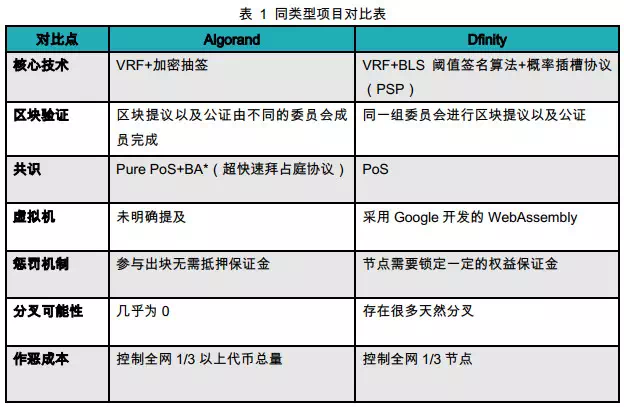 表 1 同类型项目对比表
对比点 Algorand Dfinity
核心技术 VRF+加密抽签 VRF+BLS 阈值签名算法+概率插槽协议
（PSP）
区块验证 区块提议以及公证由不同的委员会成 同一组委员会进行区块提议以及公证
员完成
共识 Pure PoS+BA*（超快速拜占庭协议） PoS
虚拟机 未明确提及 采用 Google 开发的 WebAssembly
惩罚机制 参与出块无需抵押保证金 节点需要锁定一定的权益保证金
分叉可能性 几乎为 0 存在很多天然分叉
作恶成本 控制全网 1/3 以上代币总量 控制全网 1/3 节点